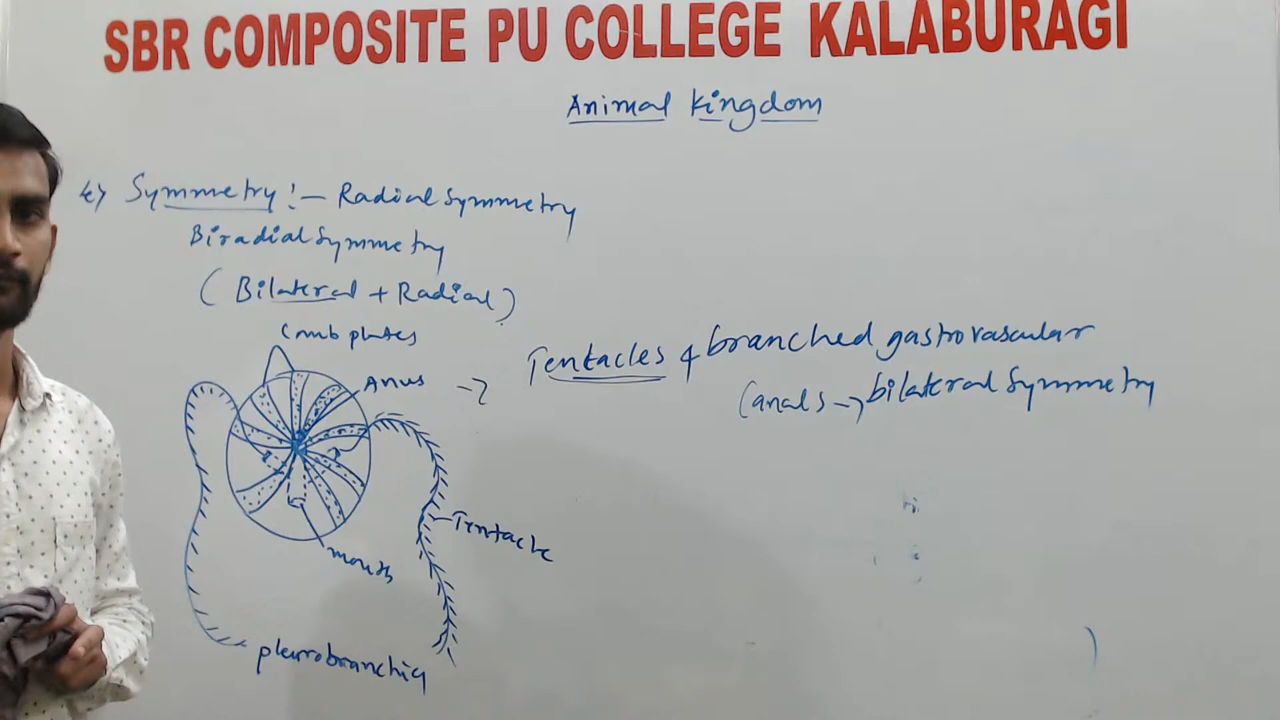 SBR COMPOSITE PU COLLEGE KALABURAGI
Animal Kingdom
Symmetry :- Radial Symmetry
Biradial Symmetry
(Bilateral + Radial)
Comb plates
Anus →
Tentacles & branched gastrovascular
Canals → bilateral Symmetry
Tentacle
mouth
pleurobranchia